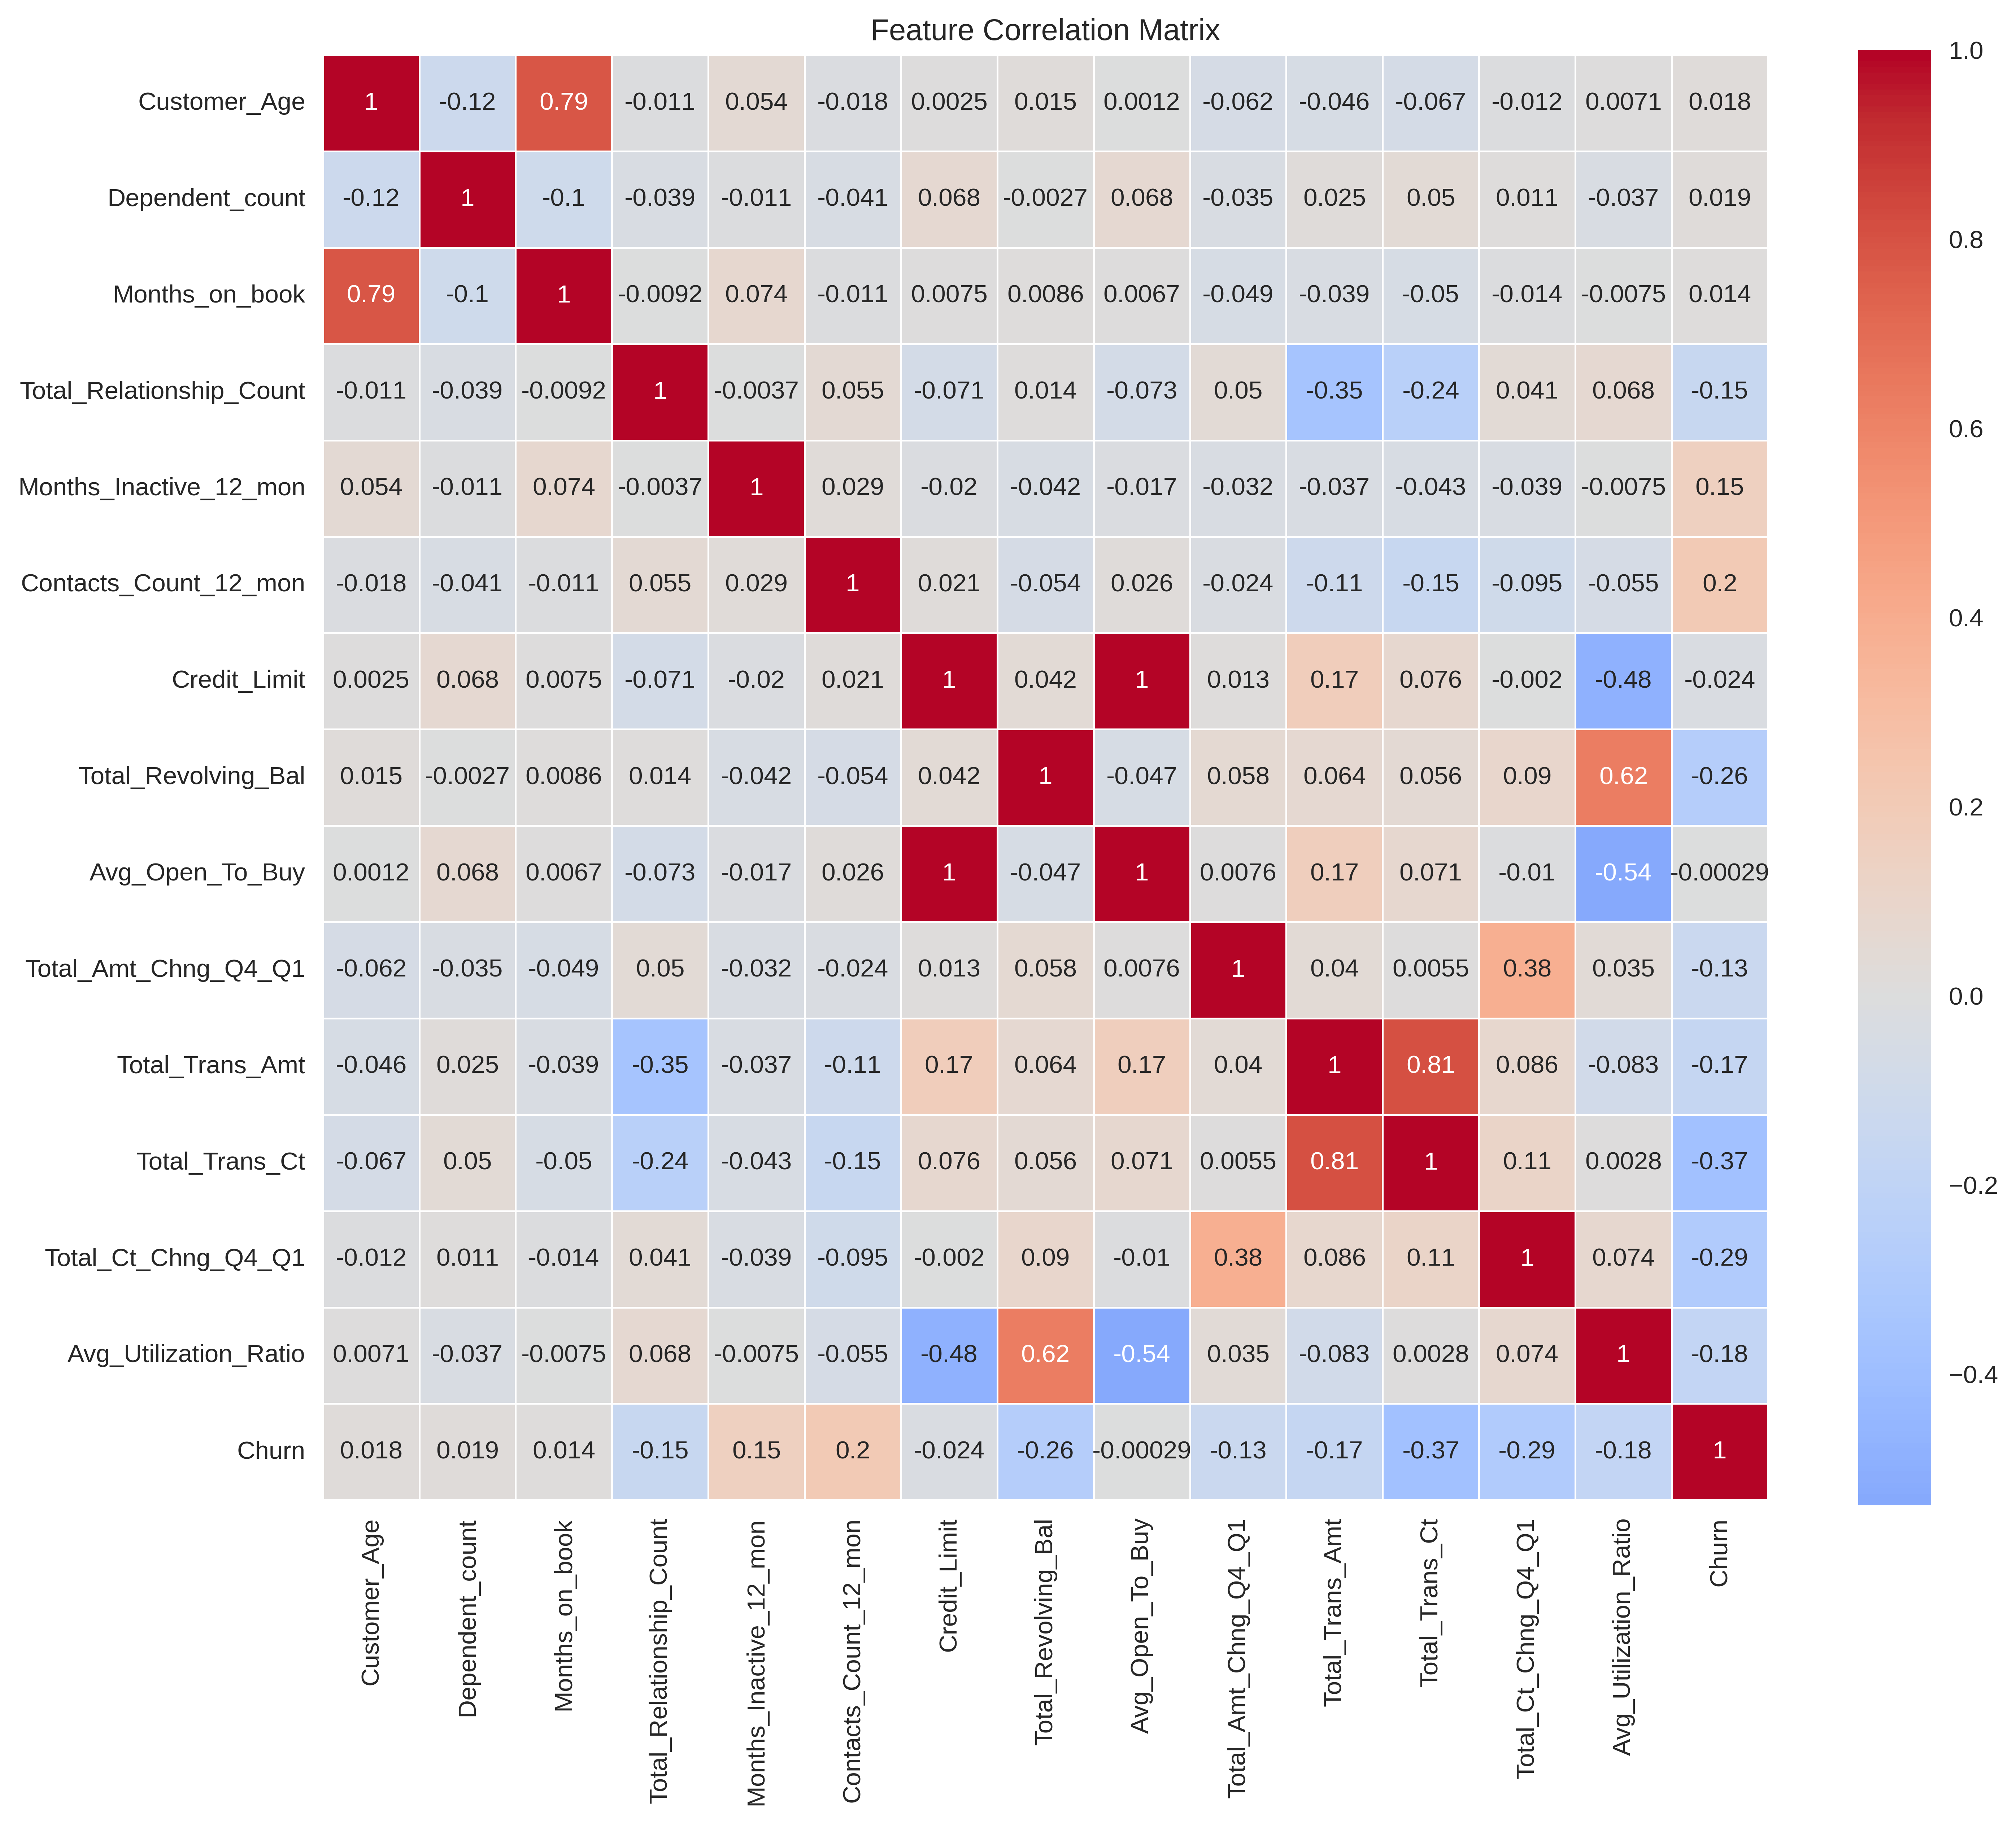 Feature Correlation Matrix
Customer_Age 1 -0.12 0.79 -0.011 0.054 -0.018 0.0025 0.015 0.0012 -0.062 -0.046 -0.067 -0.012 0.0071 0.018
Dependent_count -0.12 1 -0.1 -0.039 -0.011 -0.041 0.068 -0.0027 0.068 -0.035 0.025 0.05 0.011 -0.037 0.019
Months_on_book 0.79 -0.1 1 -0.0092 0.074 -0.011 0.0075 0.0086 0.0067 -0.049 -0.039 -0.05 -0.014 -0.0075 0.014
Total_Relationship_Count -0.011 -0.039 -0.0092 1 -0.0037 0.055 -0.071 0.014 -0.073 0.05 -0.35 -0.24 0.041 0.068 -0.15
Months_Inactive_12_mon 0.054 -0.011 0.074 -0.0037 1 0.029 -0.02 -0.042 -0.017 -0.032 -0.037 -0.043 -0.039 -0.0075 0.15
Contacts_Count_12_mon -0.018 -0.041 -0.011 0.055 0.029 1 0.021 -0.054 0.026 -0.024 -0.11 -0.15 -0.095 -0.055 0.2
Credit_Limit 0.0025 0.068 0.0075 -0.071 -0.02 0.021 1 0.042 1 0.013 0.17 0.076 -0.002 -0.48 -0.024
Total_Revolving_Bal 0.015 -0.0027 0.0086 0.014 -0.042 -0.054 0.042 1 -0.047 0.058 0.064 0.056 0.09 0.62 -0.26
Avg_Open_To_Buy 0.0012 0.068 0.0067 -0.073 -0.017 0.026 1 -0.047 1 0.0076 0.17 0.071 -0.01 -0.54 -0.00029
Total_Amt_Chng_Q4_Q1 -0.062 -0.035 -0.049 0.05 -0.032 -0.024 0.013 0.058 0.0076 1 0.04 0.0055 0.38 0.035 -0.13
Total_Trans_Amt -0.046 0.025 -0.039 -0.35 -0.037 -0.11 0.17 0.064 0.17 0.04 1 0.81 0.086 -0.083 -0.17
Total_Trans_Ct -0.067 0.05 -0.05 -0.24 -0.043 -0.15 0.076 0.056 0.071 0.0055 0.81 1 0.11 0.0028 -0.37
Total_Ct_Chng_Q4_Q1 -0.012 0.011 -0.014 0.041 -0.039 -0.095 -0.002 0.09 -0.01 0.38 0.086 0.11 1 0.074 -0.29
Avg_Utilization_Ratio 0.0071 -0.037 -0.0075 0.068 -0.0075 -0.055 -0.48 0.62 -0.54 0.035 -0.083 0.0028 0.074 1 -0.18
Churn 0.018 0.019 0.014 -0.15 0.15 0.2 -0.024 -0.26 -0.00029 -0.13 -0.17 -0.37 -0.29 -0.18 1
Customer_Age
Dependent_count
Months_on_book
Total_Relationship_Count
Months_Inactive_12_mon
Contacts_Count_12_mon
Credit_Limit
Total_Revolving_Bal
Avg_Open_To_Buy
Total_Amt_Chng_Q4_Q1
Total_Trans_Amt
Total_Trans_Ct
Total_Ct_Chng_Q4_Q1
Avg_Utilization_Ratio
Churn
1.0
0.8
0.6
0.4
0.2
0.0
−0.2
−0.4